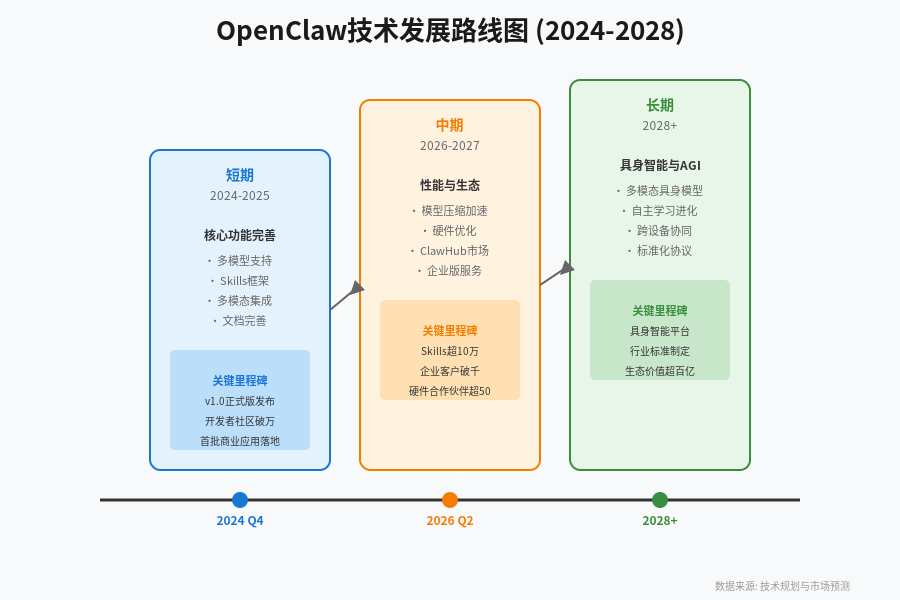 OpenClaw技术发展路线图 (2024-2028)
短期
2024-2025
核心功能完善
· 多模型支持
· Skills框架
· 多模态集成
· 文档完善
关键里程碑
v1.0正式版发布
开发者社区破万
首批商业应用落地
中期
2026-2027
性能与生态
· 模型压缩加速
· 硬件优化
· ClawHub市场
· 企业版服务
关键里程碑
Skills超10万
企业客户破千
硬件合作伙伴超50
长期
2028+
具身智能与AGI
· 多模态具身模型
· 自主学习进化
· 跨设备协同
· 标准化协议
关键里程碑
具身智能平台
行业标准制定
生态价值超百亿
2024 Q4
2026 Q2
2028+
数据来源: 技术规划与市场预测